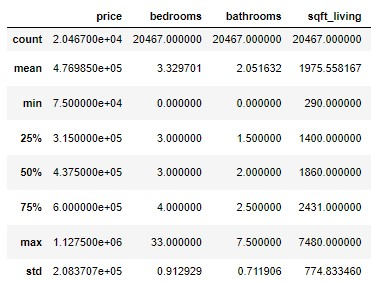 price bedrooms bathrooms sqft_living
count 2.046700e+04 20467.000000 20467.000000 20467.000000
mean 4.769850e+05 3.329701 2.051632 1975.558167
min 7.500000e+04 0.000000 0.000000 290.000000
25% 3.150000e+05 3.000000 1.500000 1400.000000
50% 4.375000e+05 3.000000 2.000000 1860.000000
75% 6.000000e+05 4.000000 2.500000 2431.000000
max 1.127500e+06 33.000000 7.500000 7480.000000
std 2.083707e+05 0.912929 0.711906 774.833460